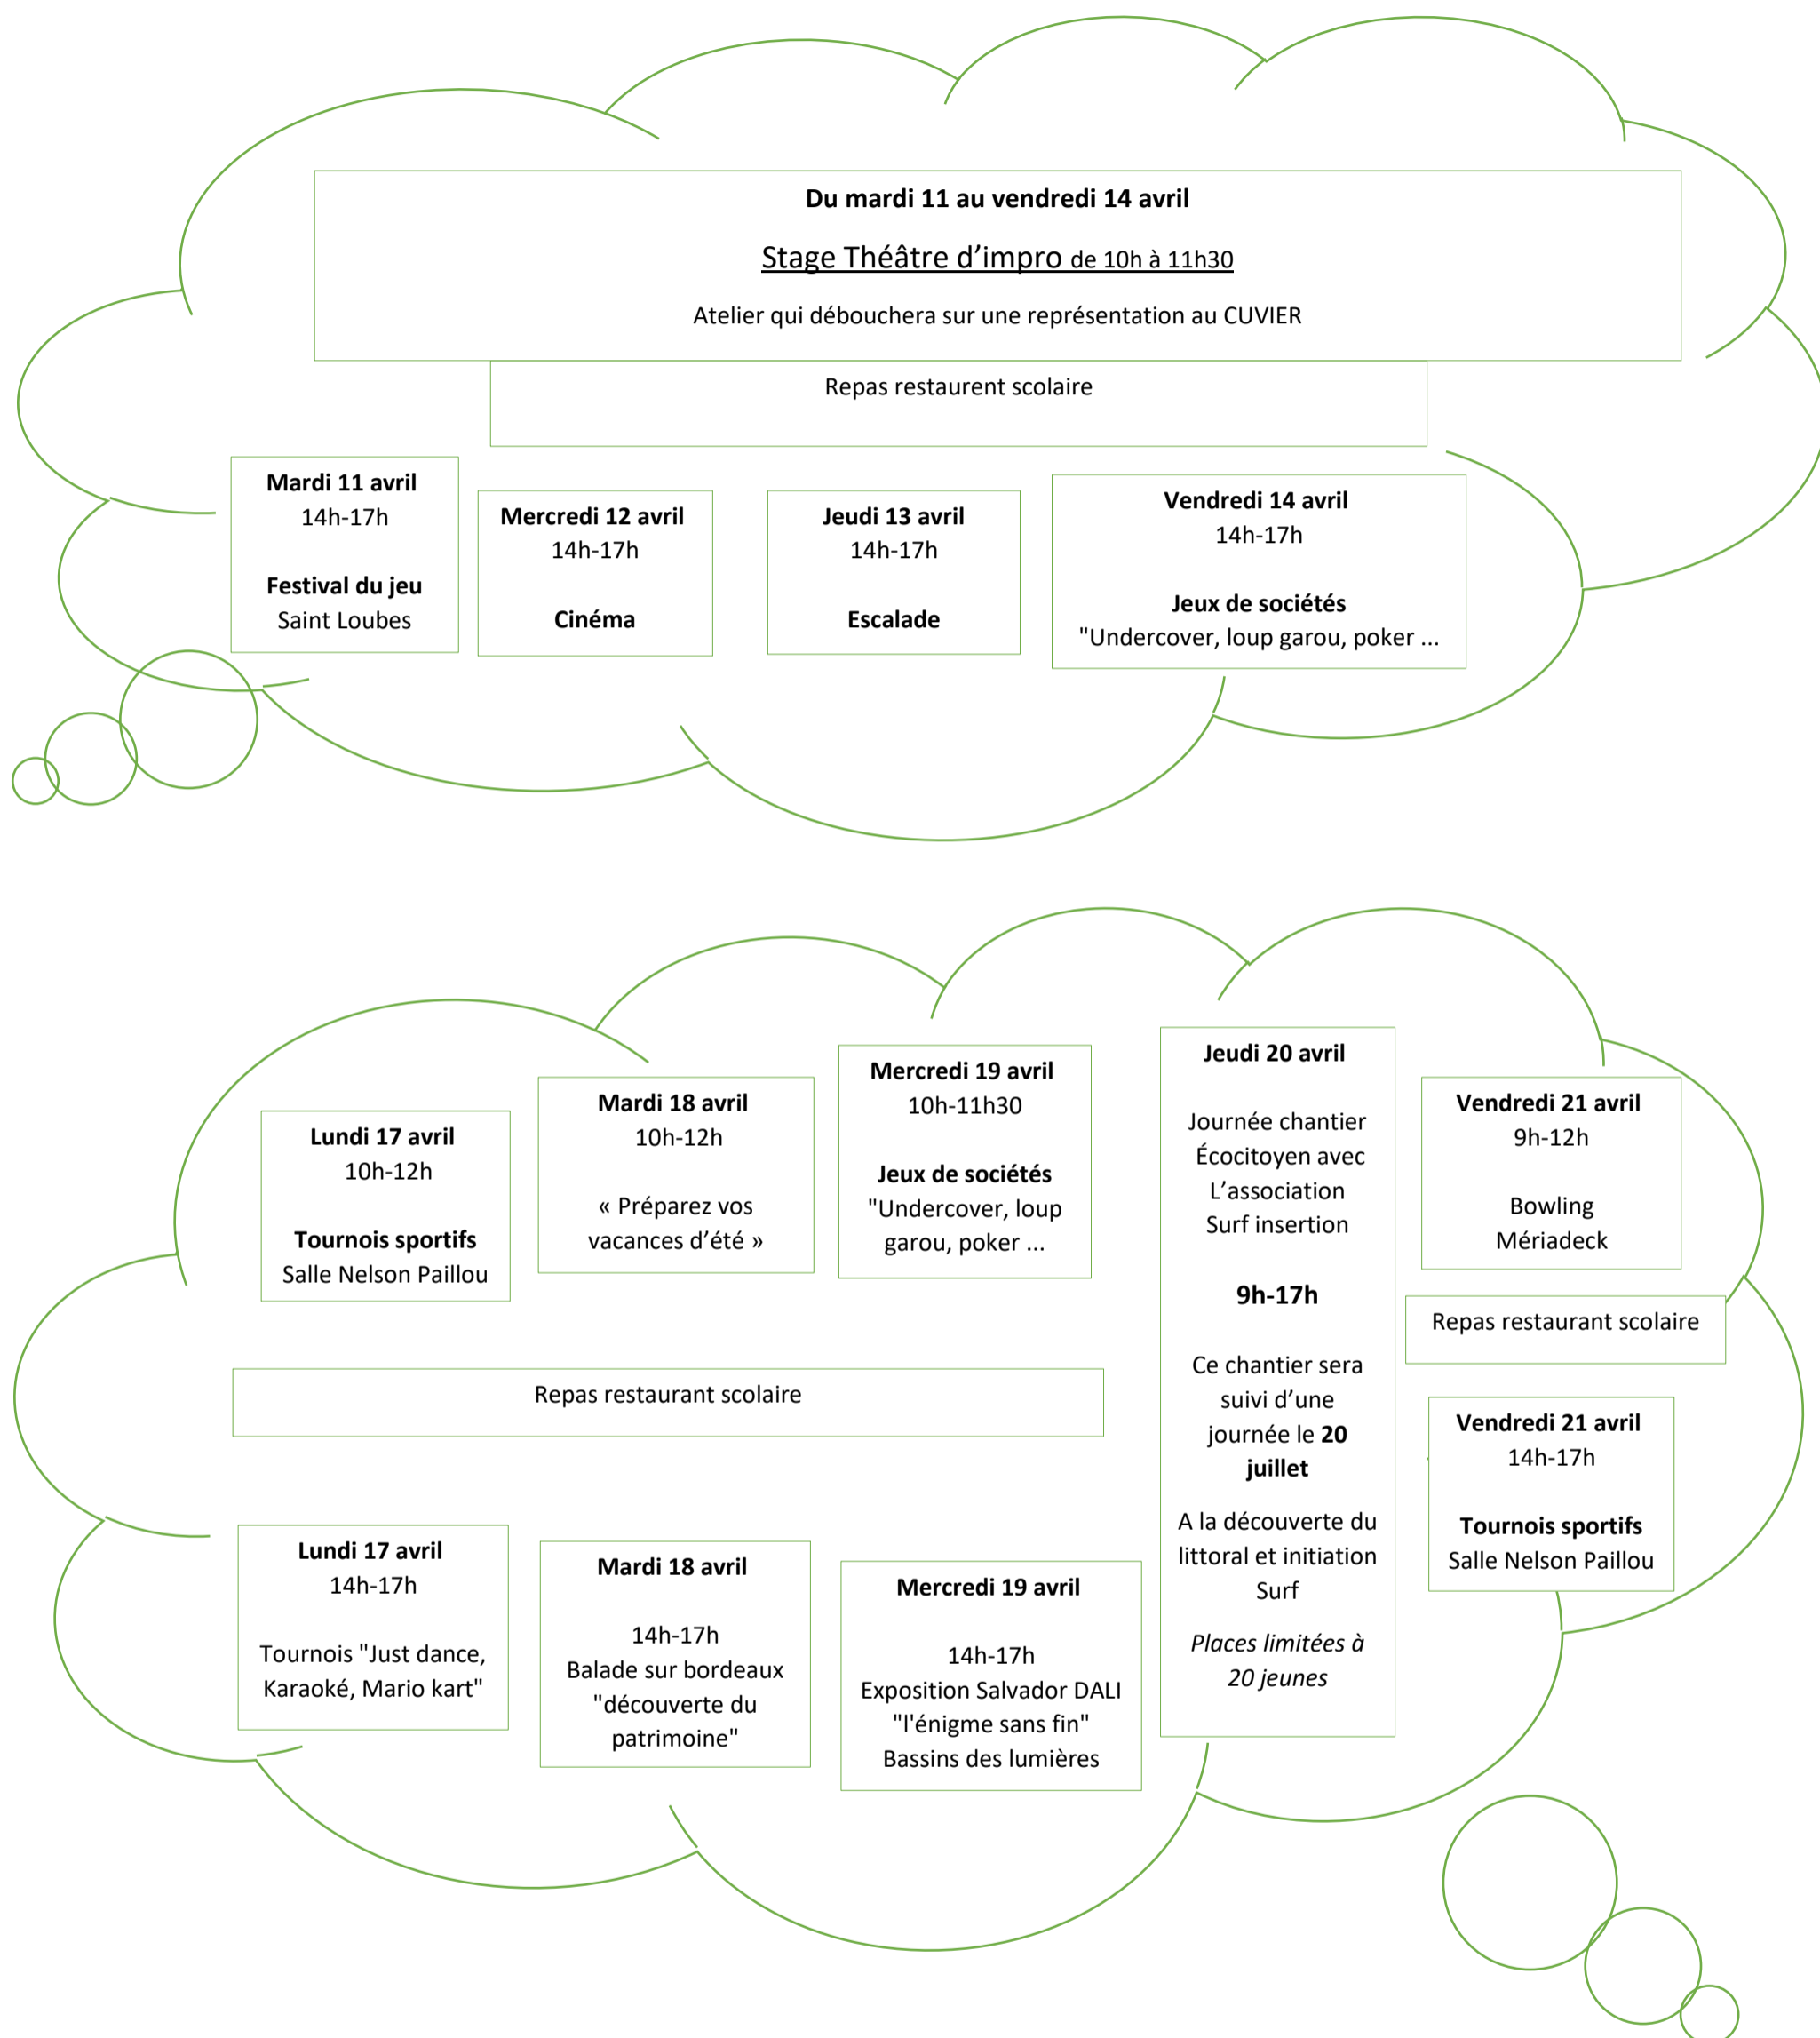 Du mardi 11 au vendredi 14 avril
Stage Théâtre d’impro de 10h à 11h30
Atelier qui débouchera sur une représentation au CUVIER
Repas restaurent scolaire
Mardi 11 avril
14h-17h
Festival du jeu
Saint Loubes
Mercredi 12 avril
14h-17h
Cinéma
Jeudi 13 avril
14h-17h
Escalade
Vendredi 14 avril
14h-17h
Jeux de sociétés
"Undercover, loup garou, poker ...
Lundi 17 avril
10h-12h
Tournois sportifs
Salle Nelson Paillou
Mardi 18 avril
10h-12h
« Préparez vos
vacances d’été »
Mercredi 19 avril
10h-11h30
Jeux de sociétés
"Undercover, loup
garou, poker ...
Repas restaurant scolaire
Lundi 17 avril
14h-17h
Tournois "Just dance,
Karaoké, Mario kart"
Mardi 18 avril
14h-17h
Balade sur bordeaux
"découverte du
patrimoine"
Mercredi 19 avril
14h-17h
Exposition Salvador DALI
"l'énigme sans fin"
Bassins des lumières
Jeudi 20 avril
Journée chantier
Écocitoyen avec
L’association
Surf insertion
9h-17h
Ce chantier sera
suivi d’une
journée le 20
juillet
A la découverte du
littoral et initiation
Surf
Places limitées à
20 jeunes
Vendredi 21 avril
9h-12h
Bowling
Mériadeck
Repas restaurant scolaire
Vendredi 21 avril
14h-17h
Tournois sportifs
Salle Nelson Paillou